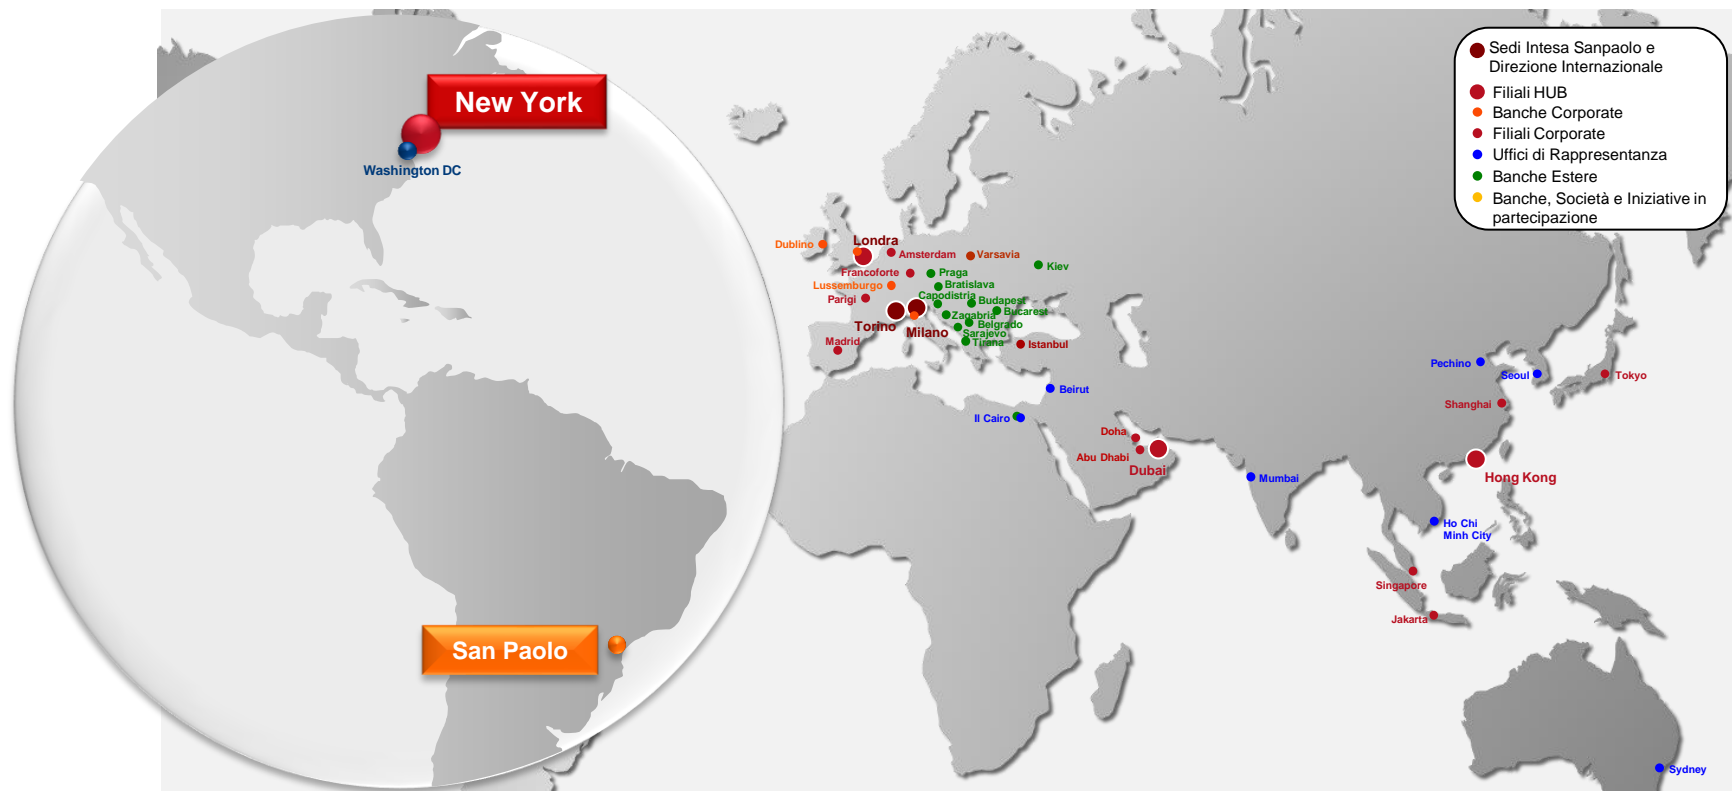 Sedi Intesa Sanpaolo e
Direzione Internazionale
Filiali HUB
Banche Corporate
Filiali Corporate
Uffici di Rappresentanza
Banche Estere
Banche, Società e Iniziative in
partecipazione
New York
Washington DC
San Paolo
Dublino
Londra
Amsterdam
Varsavia
Kiev
Francoforte
Praga
Lussemburgo
Bratislava
Capodistria
Parigi
Budapest
Bucarest
Zagabria
Torino
Milano
Belgrado
Sarajevo
Tirana
Madrid
Istanbul
Beirut
Il Cairo
Doha
Abu Dhabi
Dubai
Mumbai
Pechino
Seoul
Tokyo
Shanghai
Hong Kong
Ho Chi
Minh City
Singapore
Jakarta
Sydney